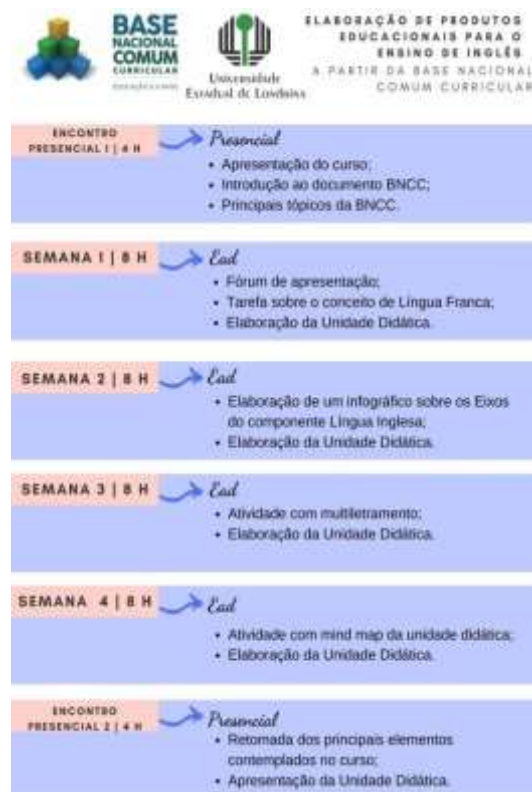 BASE
NACIONAL
COMUM
CURRICULAR
Universidade
Estadual de Londrina
ELABORAÇÃO DE PRODUTOS
EDUCACIONAIS PARA O
ENSINO DE INGLÊS
A PARTIR DA BASE NACIONAL
COMUM CURRICULAR
ENCONTRO
PRESENCIAL 1 | 4 H
Presencial
• Apresentação do curso;
• Introdução ao documento BNCC;
• Principais tópicos da BNCC.
SEMANA 1 | 8 H
Ead
• Fórum de apresentação;
• Tarefa sobre o conceito de Língua Franca;
• Elaboração da Unidade Didática.
SEMANA 2 | 8 H
Ead
• Elaboração de um infográfico sobre os Eixos
do componente Língua Inglesa;
• Elaboração da Unidade Didática.
SEMANA 3 | 8 H
Ead
• Atividade com multiletramento;
• Elaboração da Unidade Didática.
SEMANA 4 | 8 H
Ead
• Atividade com mind map da unidade didática;
• Elaboração da Unidade Didática.
ENCONTRO
PRESENCIAL 2 | 4 H
Presencial
• Retomada dos principais elementos
contemplados no curso;
• Apresentação da Unidade Didática.